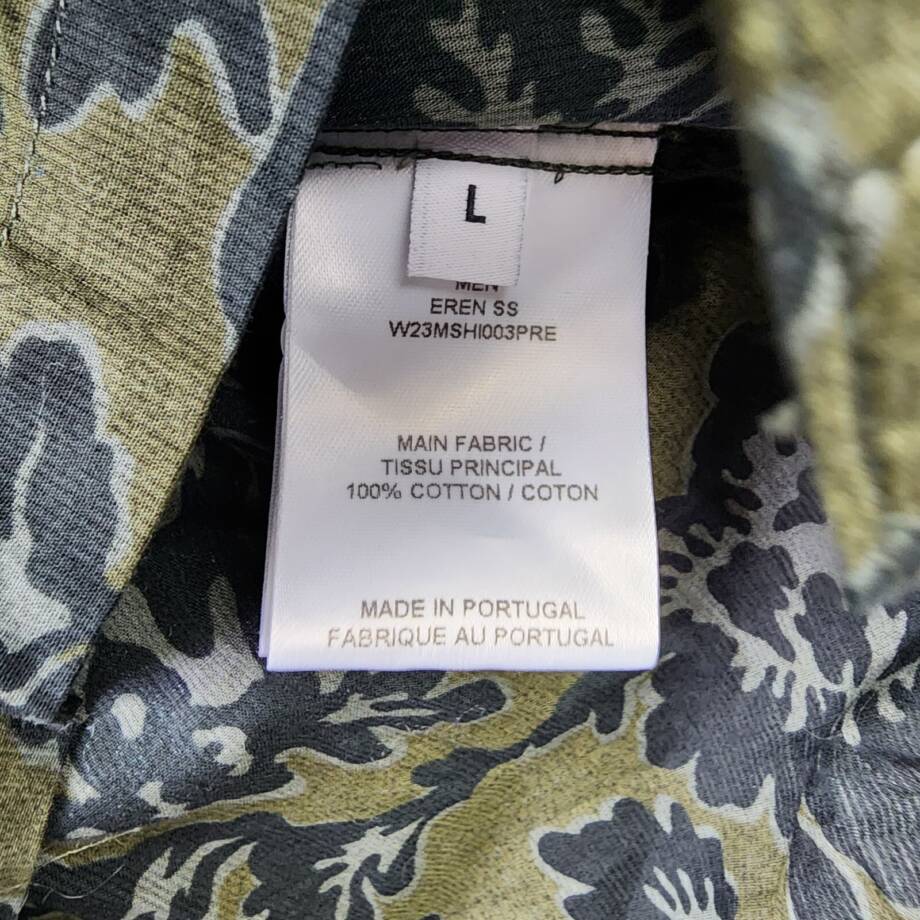 L
MEN
EREN SS
W23MSHI003PRE
MAIN FABRIC /
TISSU PRINCIPAL
100% COTTON / COTON
MADE IN PORTUGAL
FABRIQUE AU PORTUGAL